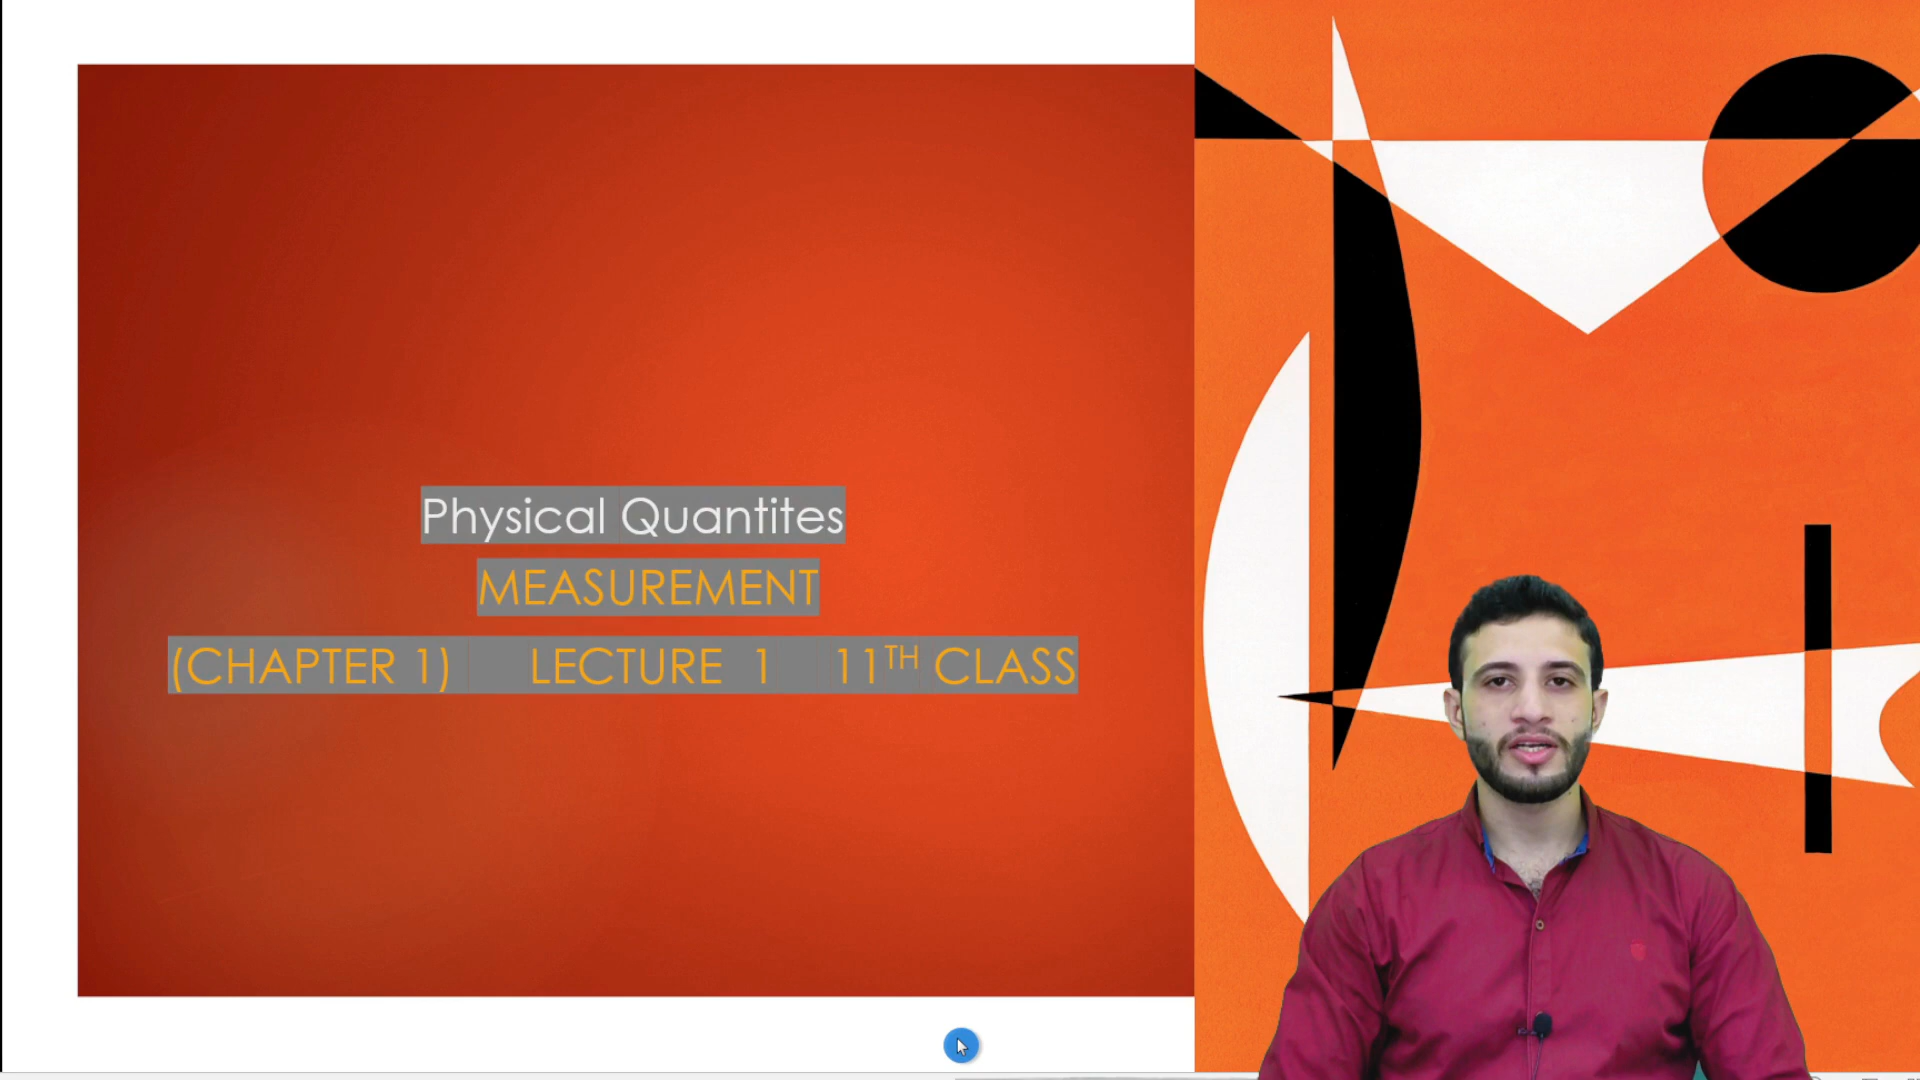 Physical Quantites
MEASUREMENT
(CHAPTER 1) LECTURE 1 11TH CLASS